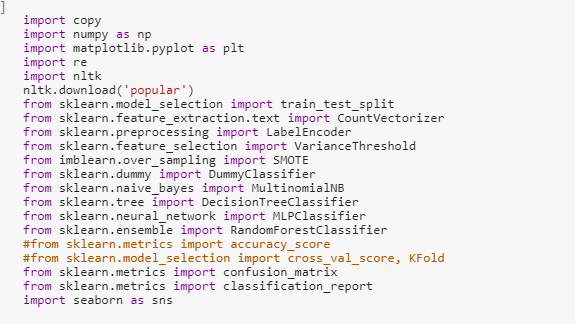 ]
import copy
import numpy as np
import matplotlib.pyplot as plt
import re
import nltk
nltk.download('popular')
from sklearn.model_selection import train_test_split
from sklearn.feature_extraction.text import CountVectorizer
from sklearn.preprocessing import LabelEncoder
from sklearn.feature_selection import VarianceThreshold
from imblearn.over_sampling import SMOTE
from sklearn.dummy import DummyClassifier
from sklearn.naive_bayes import MultinomialNB
from sklearn.tree import DecisionTreeClassifier
from sklearn.neural_network import MLPClassifier
from sklearn.ensemble import RandomForestClassifier
#from sklearn.metrics import accuracy_score
#from sklearn.model_selection import cross_val_score, KFold
from sklearn.metrics import confusion_matrix
from sklearn.metrics import classification_report
import seaborn as sns